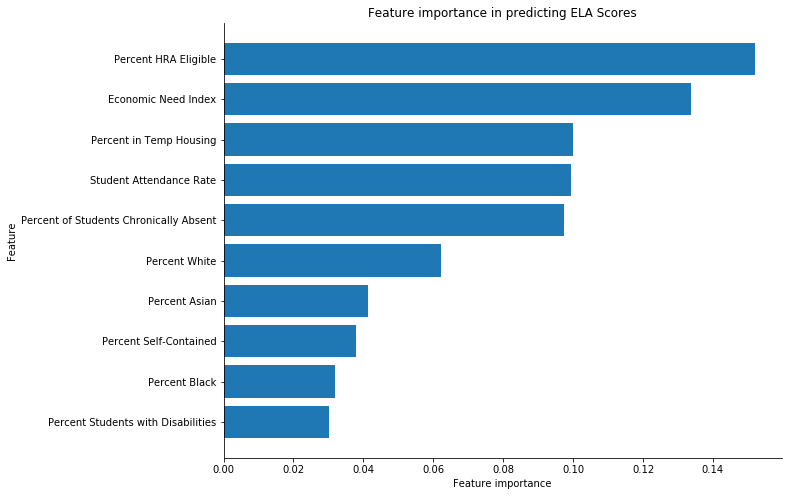 Feature importance in predicting ELA Scores
Feature
Percent HRA Eligible
Economic Need Index
Percent in Temp Housing
Student Attendance Rate
Percent of Students Chronically Absent
Percent White
Percent Asian
Percent Self-Contained
Percent Black
Percent Students with Disabilities
0.00 0.02 0.04 0.06 0.08 0.10 0.12 0.14
Feature importance